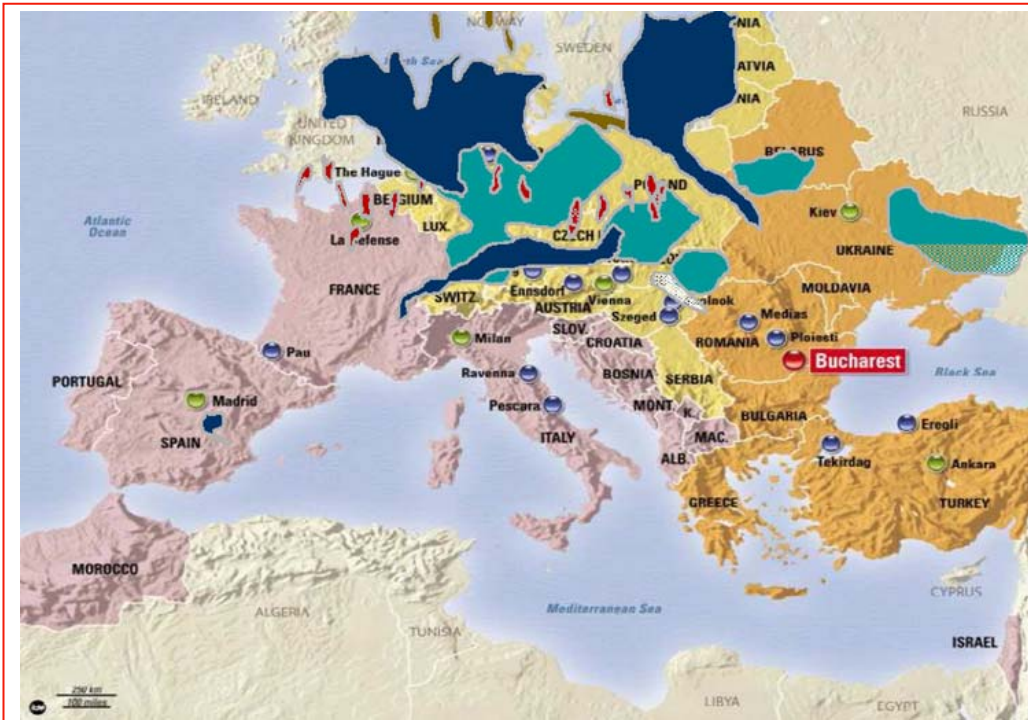 NORWAY
-NIA
SWEDEN
ATVIA
NIA
IRELAND
RUSSIA
UNITED
KINGDOM
BELARUS
The Hague
BELGIUM
Kiev
Atlantic
Ocean
LUX.
La Defense
UKRAINE
MOLDAVIA
FRANCE
SWITZ.
Ennsdorf
Vienna
AUSTRIA
Szeged
Medias
SLOV.
CROATIA
ROMANIA
Ploiesti
Milan
Pau
Bucharest
BOSNIA
Ravenna
SERBIA
Black Sea
PORTUGAL
Madrid
MONT.
K.
BULGARIA
Pescara
Eregli
SPAIN
ITALY
MAC.
ALB.
Tekirdag
Ankara
GREECE
TURKEY
MOROCCO
CYPRUS
Mediterranean Sea
ALGERIA
TUNISIA
ISRAEL
250 km
100 miles
LIBYA
EGYPT